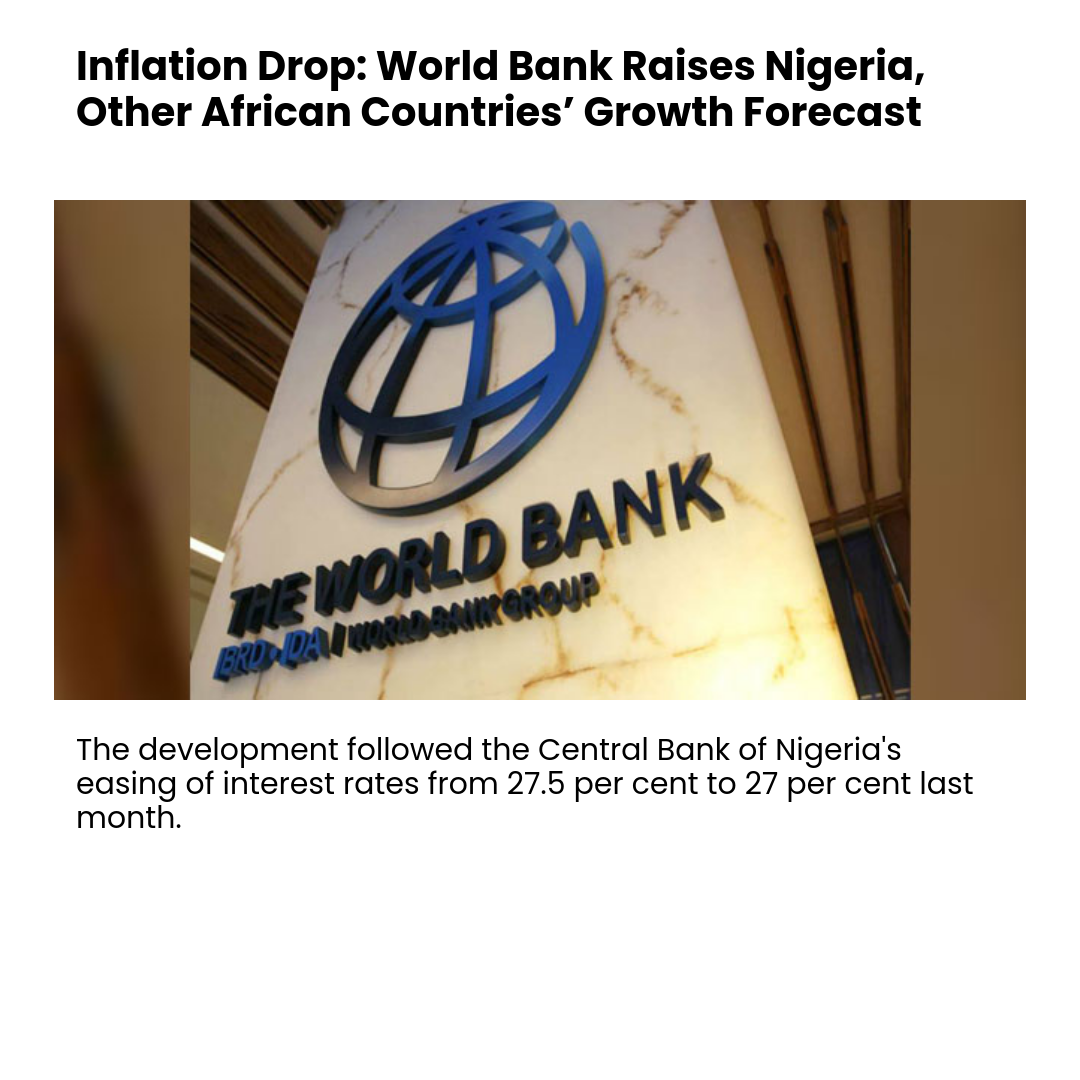 Inflation Drop: World Bank Raises Nigeria,
Other African Countries’ Growth Forecast
THE WORLD BANK
IBRD • IDA | WORLD BANK GROUP
The development followed the Central Bank of Nigeria's
easing of interest rates from 27.5 per cent to 27 per cent last
month.